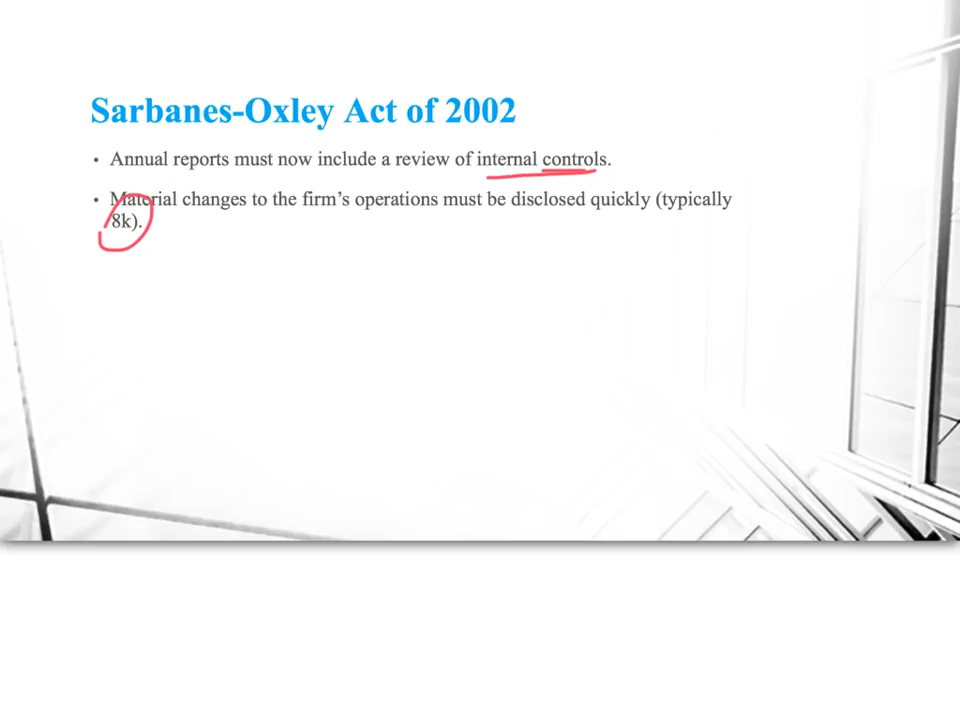 Sarbanes-Oxley Act of 2002
• Annual reports must now include a review of internal controls.
• Material changes to the firm’s operations must be disclosed quickly (typically
8k).